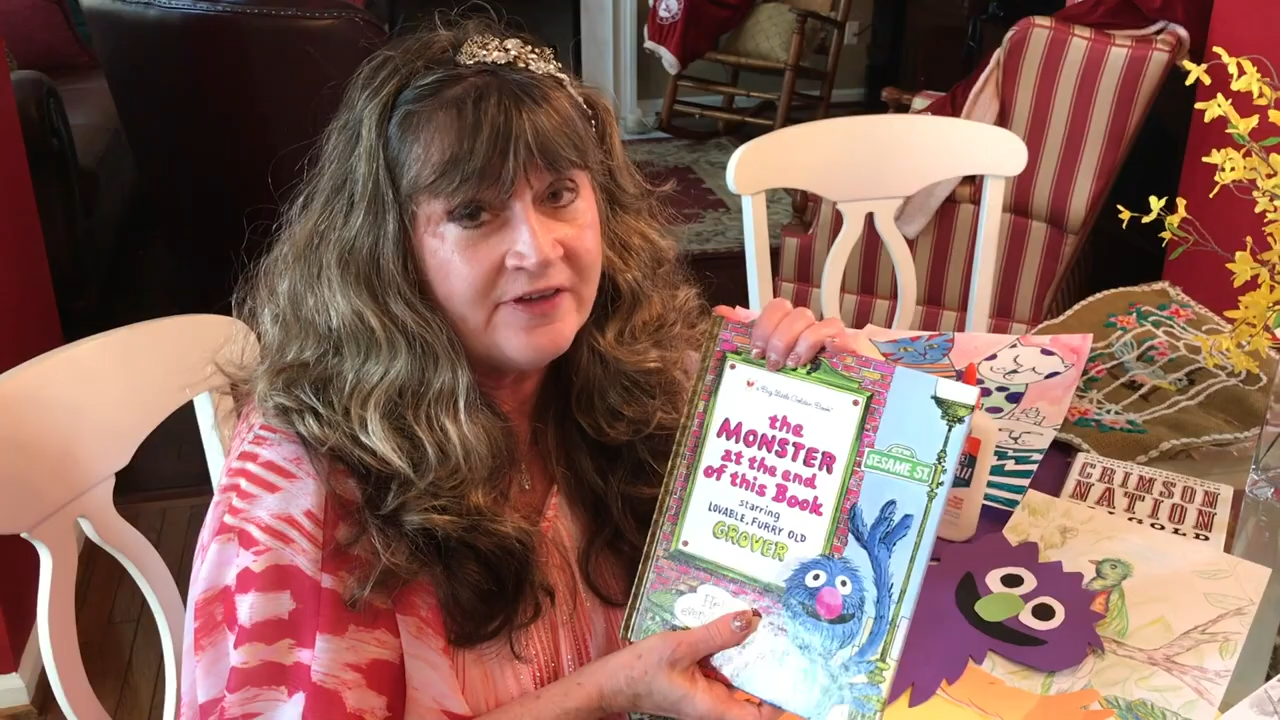 a Big Little Golden Book
the
MONSTER
at the end
of this Book
starring
LOVABLE, FURRY OLD
GROVER
SESAME ST.
CRIMSON
NATION
GOLD